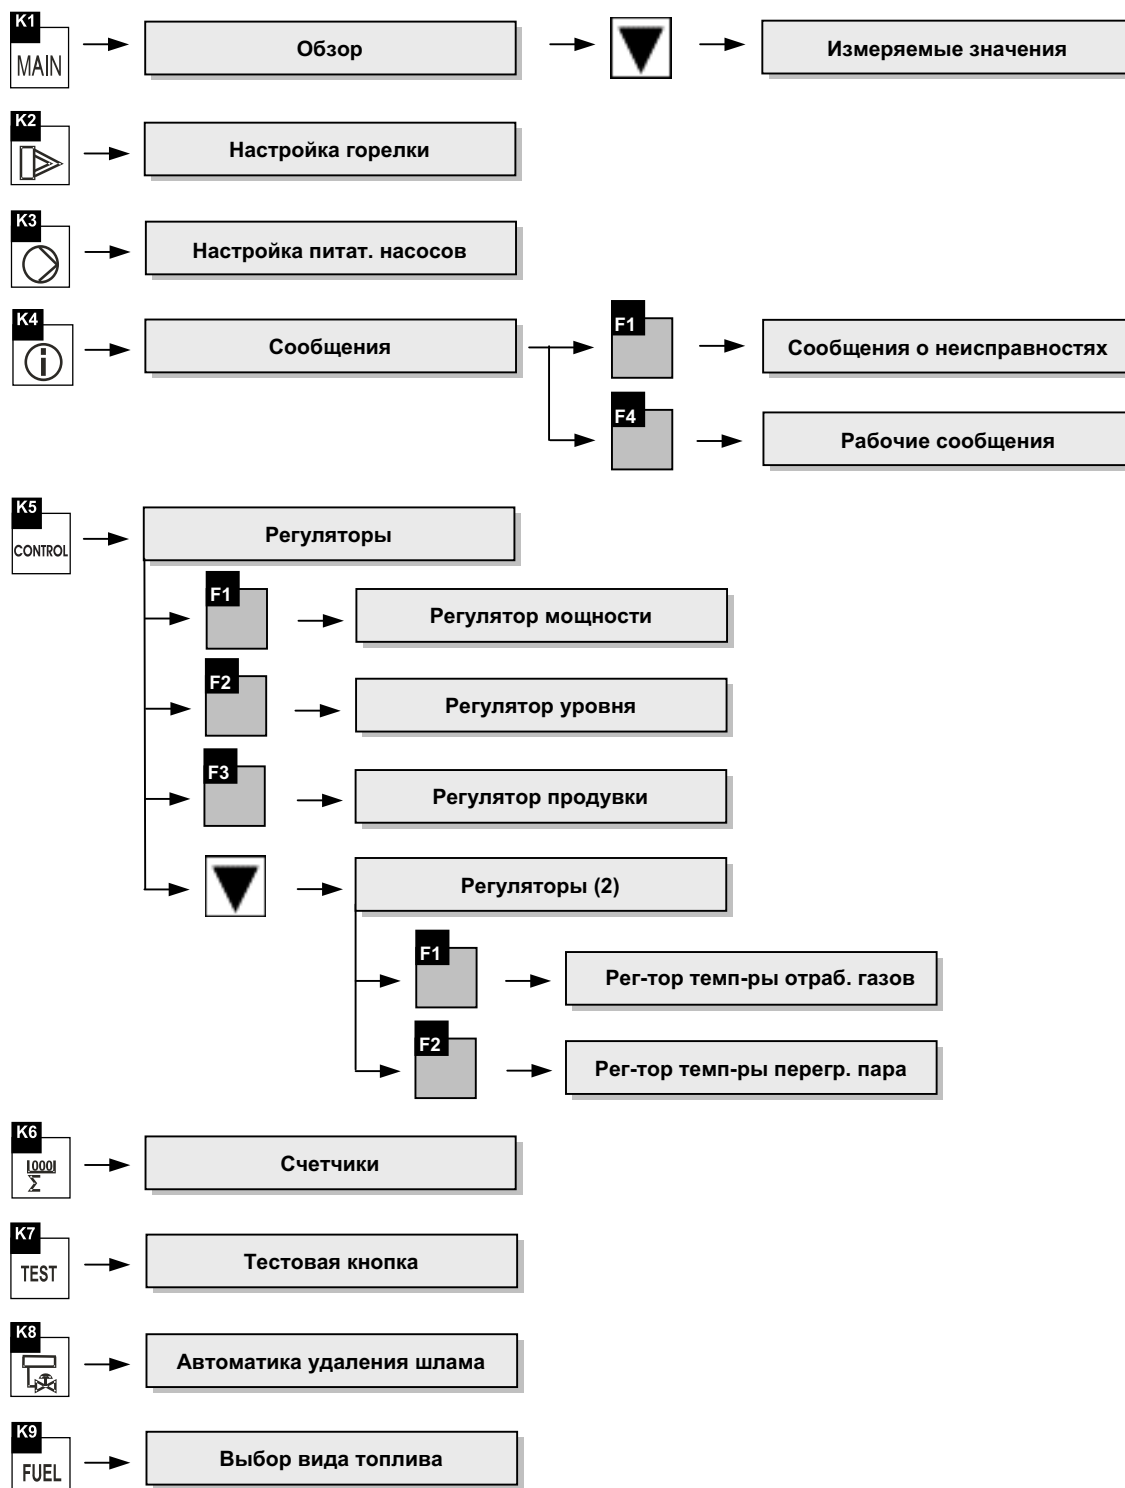 K1
MAIN
Обзор
Измеряемые значения
K2
Настройка горелки
K3
Настройка питат. насосов
K4
i
Сообщения
F1
Сообщения о неисправностях
F4
Рабочие сообщения
K5
CONTROL
Регуляторы
F1
Регулятор мощности
F2
Регулятор уровня
F3
Регулятор продувки
Регуляторы (2)
F1
Рег-тор темп-ры отраб. газов
F2
Рег-тор темп-ры перегр. пара
K6
000
Σ
Счетчики
K7
TEST
Тестовая кнопка
K8
Автоматика удаления шлама
K9
FUEL
Выбор вида топлива